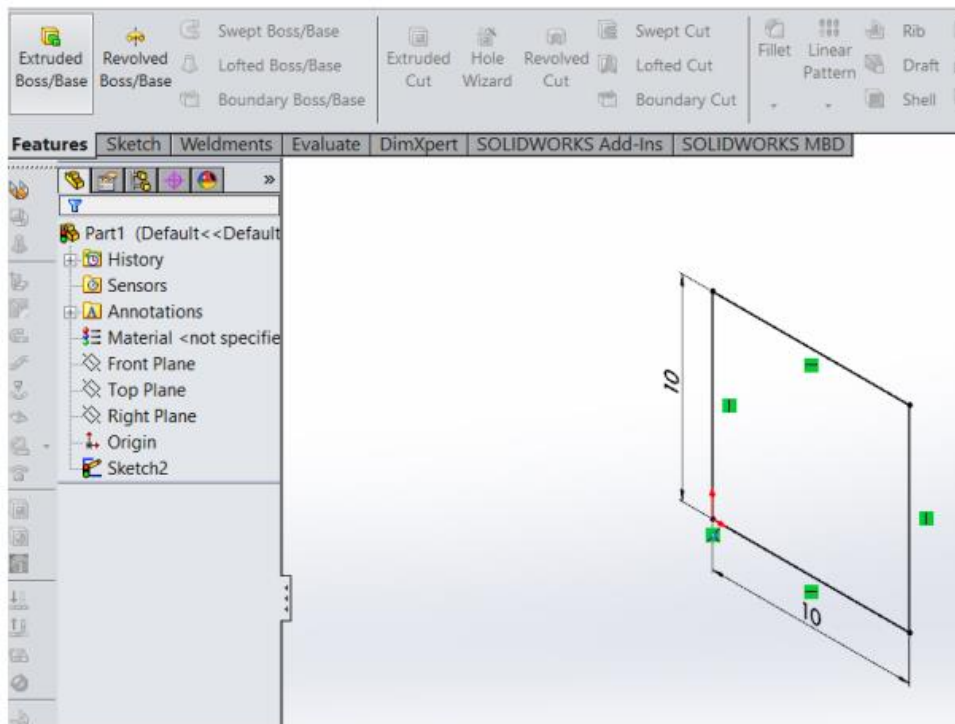 Extruded Boss/Base
Revolved Boss/Base
Swept Boss/Base
Lofted Boss/Base
Boundary Boss/Base
Extruded Cut
Hole Wizard
Revolved Cut
Swept Cut
Lofted Cut
Boundary Cut
Fillet
Linear Pattern
Rib
Draft
Shell
Features
Sketch
Weldments
Evaluate
DimXpert
SOLIDWORKS Add-Ins
SOLIDWORKS MBD
»
Part1 (Default<<Default
History
Sensors
A Annotations
Material <not specifie
Front Plane
Top Plane
Right Plane
Origin
Sketch2
10
10